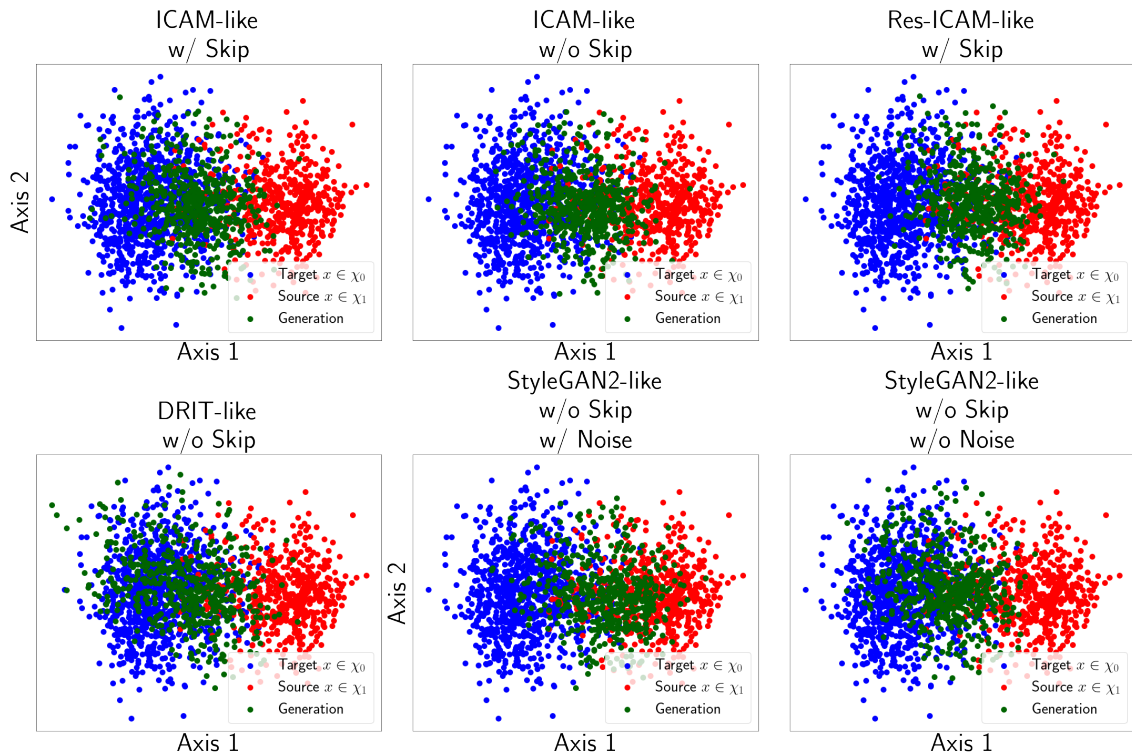 ICAM-like
w/ Skip
ICAM-like
w/o Skip
Res-ICAM-like
w/ Skip
Axis 2
Target x ∈ χ₀
Source x ∈ χ₁
Generation
Target x ∈ χ₀
Source x ∈ χ₁
Generation
Target x ∈ χ₀
Source x ∈ χ₁
Generation
Axis 1
Axis 1
Axis 1
DRIT-like
w/o Skip
StyleGAN2-like
w/o Skip
w/ Noise
StyleGAN2-like
w/o Skip
w/o Noise
Axis 2
Target x ∈ χ₀
Source x ∈ χ₁
Generation
Target x ∈ χ₀
Source x ∈ χ₁
Generation
Target x ∈ χ₀
Source x ∈ χ₁
Generation
Axis 1
Axis 1
Axis 1